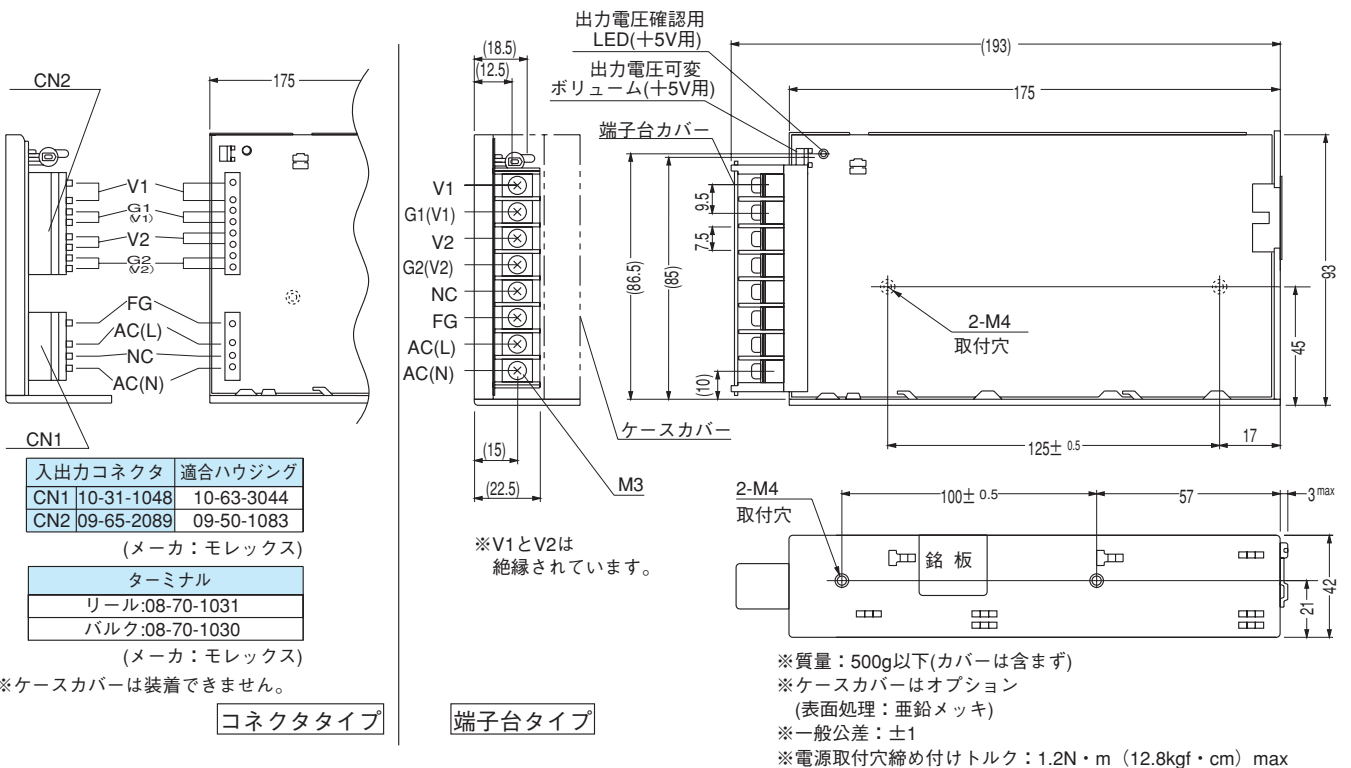 CN2
175
V1
G1
(V1)
V2
G2
(V2)
FG
AC(L)
NC
AC(N)
CN1
入出力コネクタ 適合ハウジング
CN1 10-31-1048 10-63-3044
CN2 09-65-2089 09-50-1083
(メーカ：モレックス)
ターミナル
リール:08-70-1031
バルク:08-70-1030
(メーカ：モレックス)
※ケースカバーは装着できません。
コネクタタイプ
(18.5)
(12.5)
V1
G1(V1)
V2
G2(V2)
NC
FG
AC(L)
AC(N)
(15)
(22.5)
M3
ケースカバー
※V1とV2は
絶縁されています。
端子台タイプ
出力電圧確認用
LED(＋5V用)
出力電圧可変
ボリューム(＋5V用)
端子台カバー
(193)
175
9.5
7.5
(86.5)
(85)
(10)
2-M4
取付穴
93
45
125± 0.5
17
2-M4
取付穴
100± 0.5
57
3 max
銘 板
21
42
※質量：500g以下(カバーは含まず)
※ケースカバーはオプション
(表面処理：亜鉛メッキ)
※一般公差：±1
※電源取付穴締め付けトルク：1.2N・m（12.8kgf・cm）max